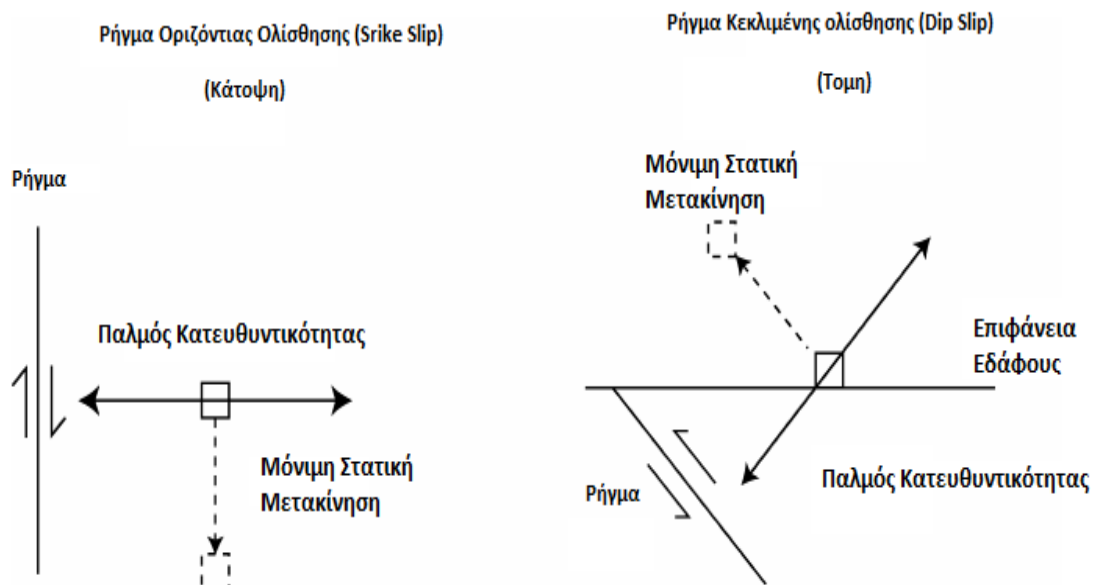 Ρήγμα Οριζόντιας Ολίσθησης (Srike Slip)
(Κάτοψη)
Ρήγμα
Παλμός Κατευθυντικότητας
Μόνιμη Στατική
Μετακίνηση
Ρήγμα Κεκλιμένης ολίσθησης (Dip Slip)
(Τομη)
Μόνιμη Στατική
Μετακίνηση
Επιφάνεια
Εδάφους
Παλμός Κατευθυντικότητας
Ρήγμα